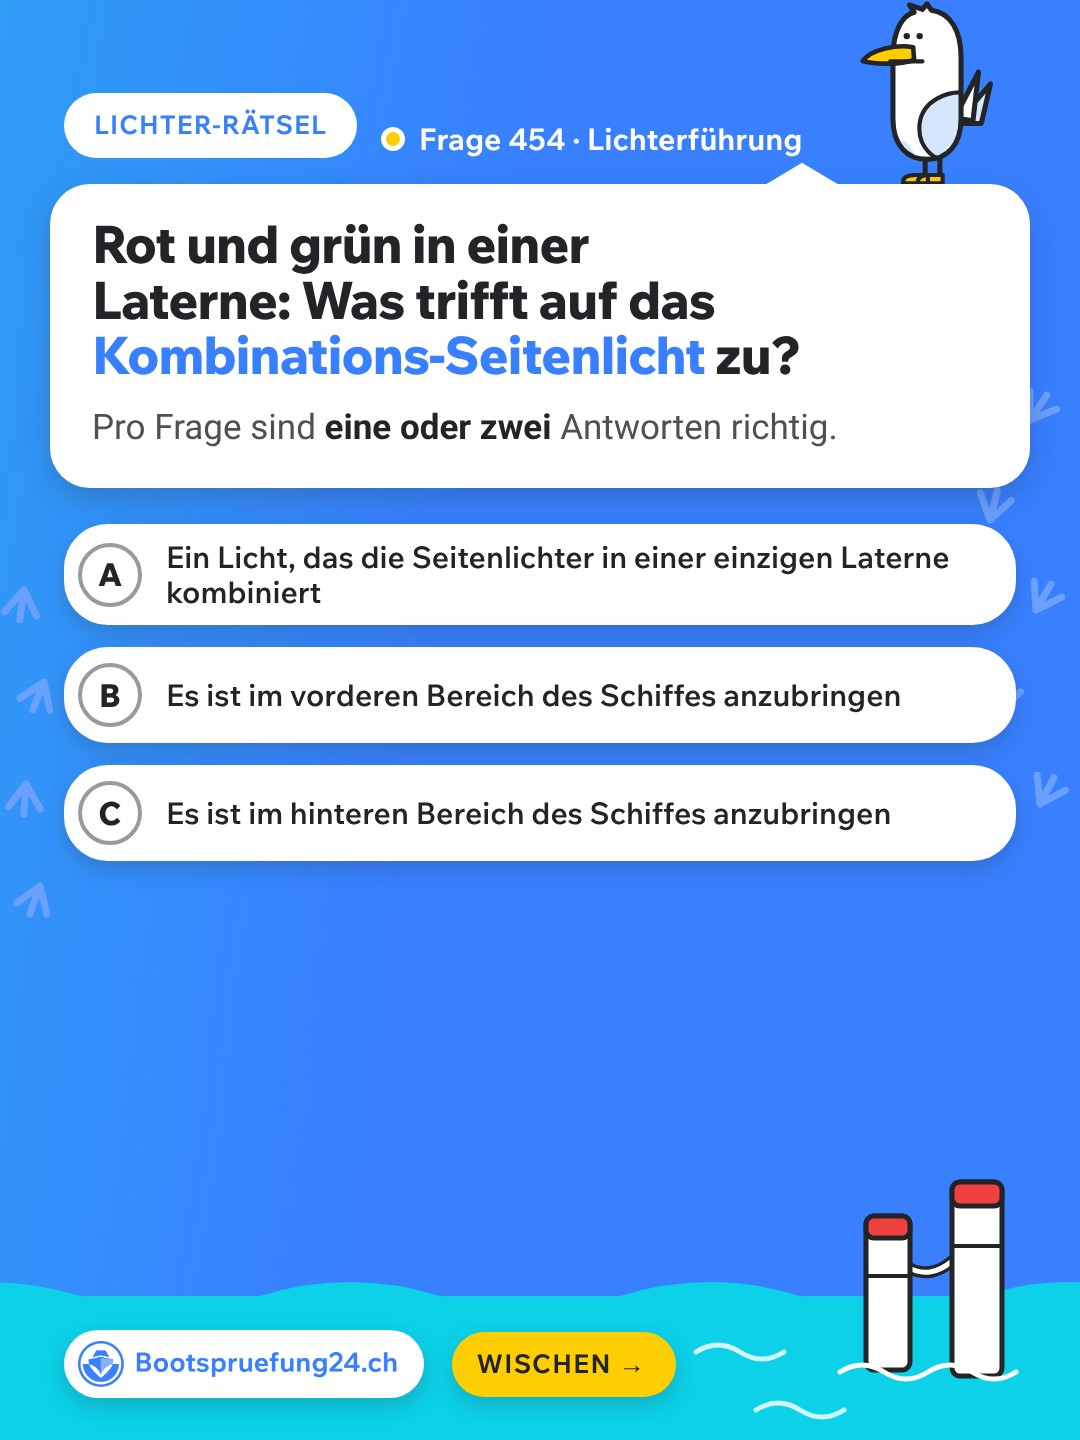 LICHTER-RÄTSEL
Frage 454 · Lichterführung
Rot und grün in einer
Laterne: Was trifft auf das
Kombinations-Seitenlicht zu?
Pro Frage sind eine oder zwei Antworten richtig.
A
Ein Licht, das die Seitenlichter in einer einzigen Laterne
kombiniert
B
Es ist im vorderen Bereich des Schiffes anzubringen
C
Es ist im hinteren Bereich des Schiffes anzubringen
Bootspruefung24.ch
WISCHEN →